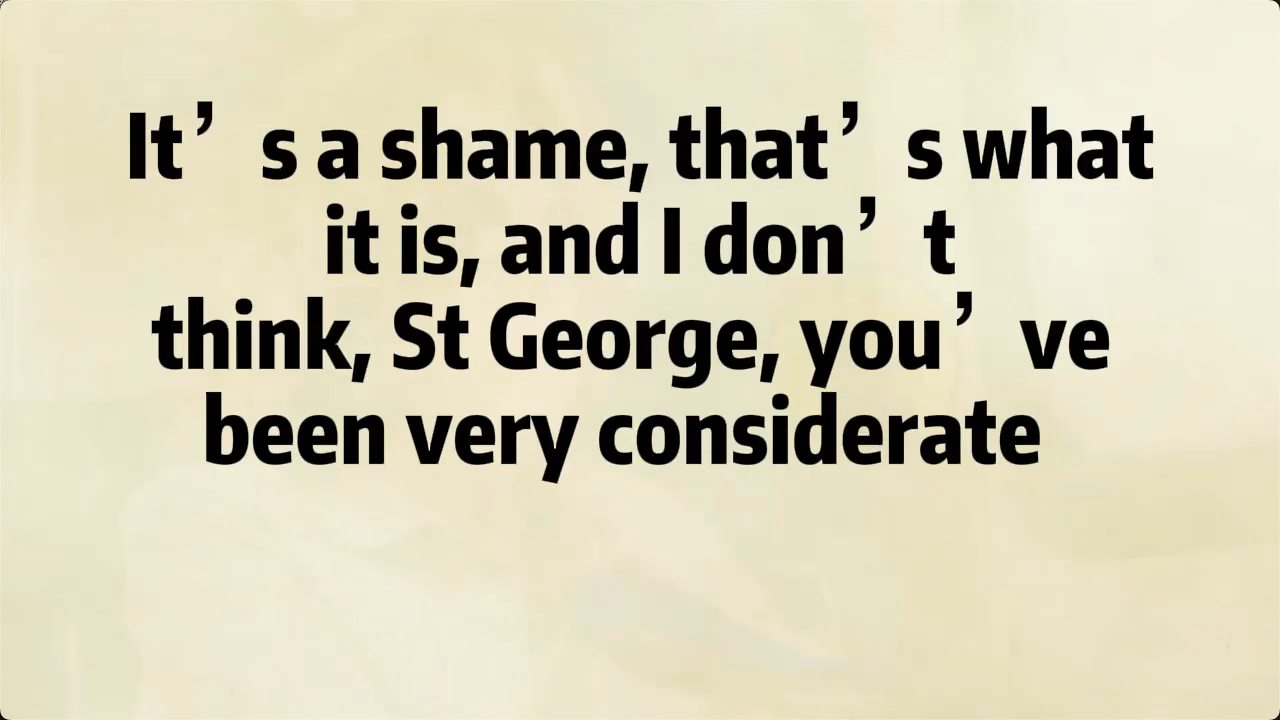 It’s a shame, that’s what
it is, and I don’t
think, St George, you’ve
been very considerate